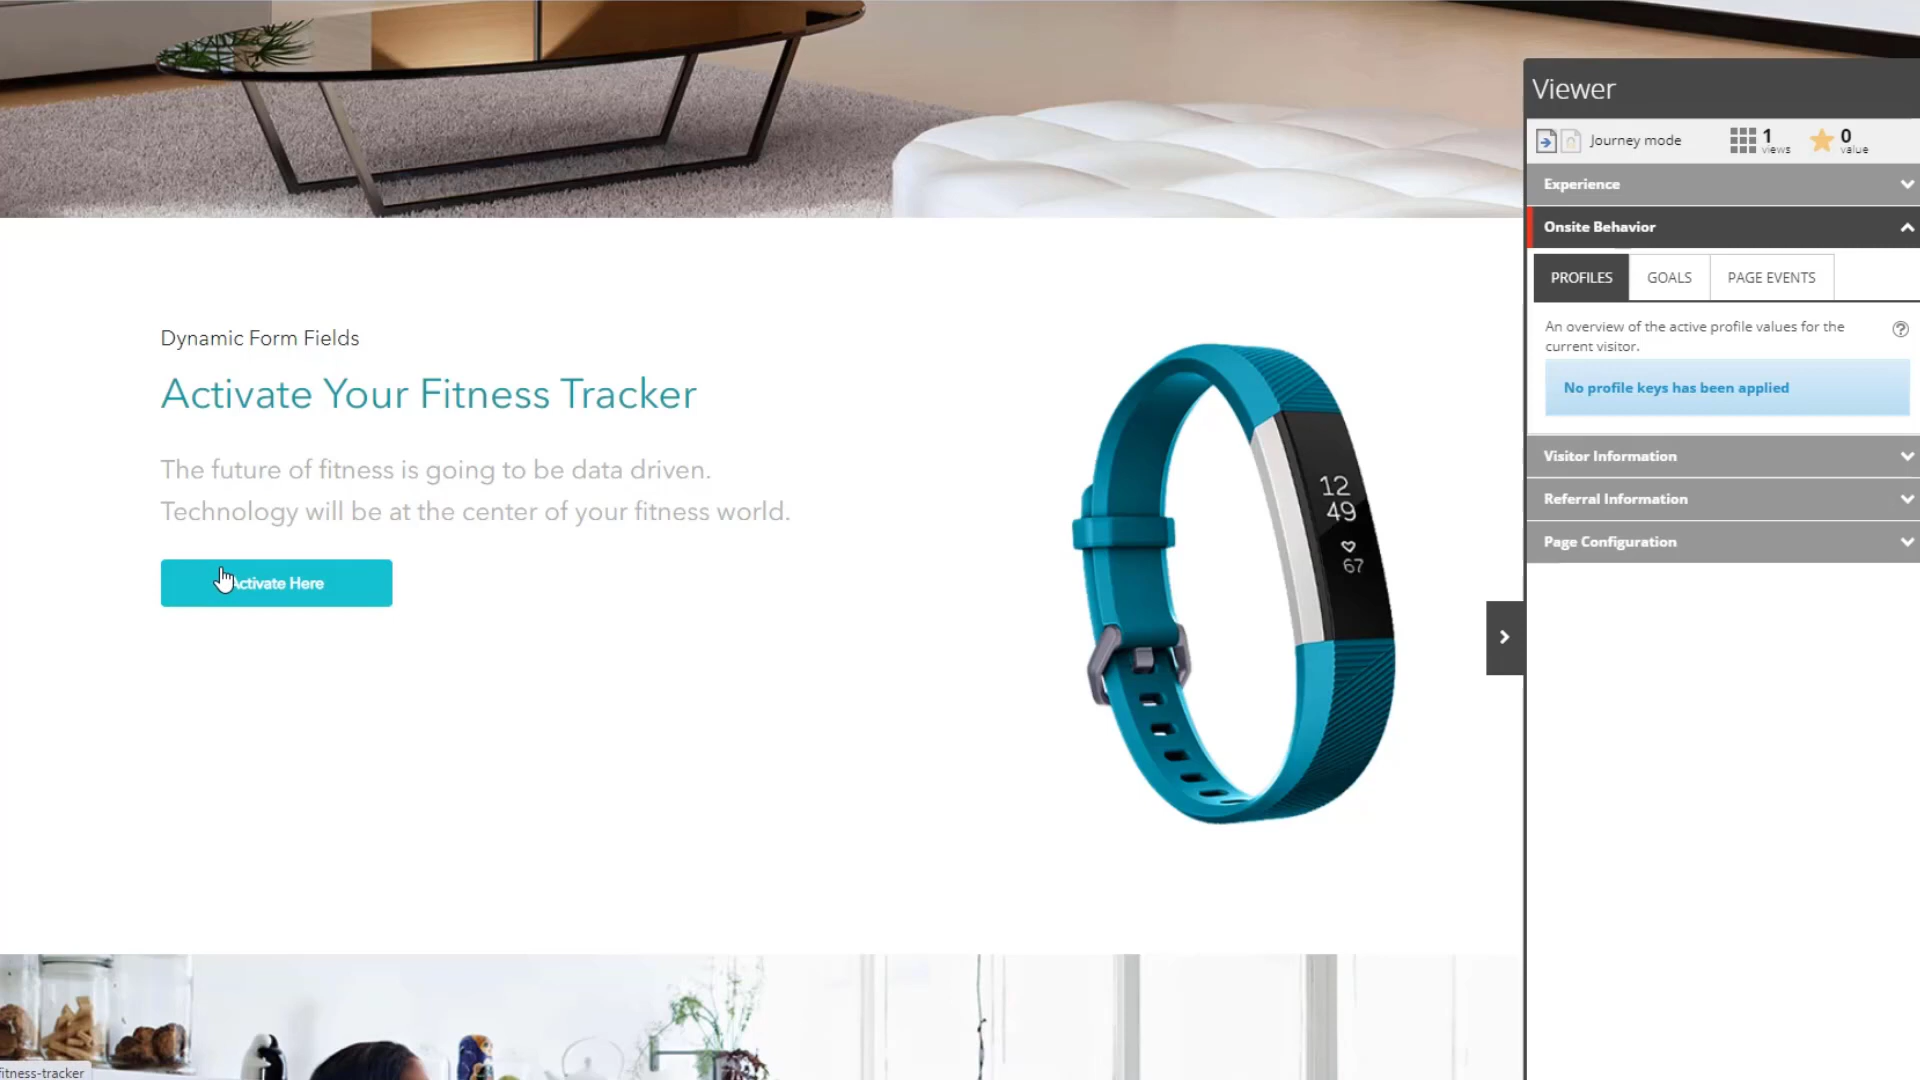 Viewer
Journey mode
1 views
0 value
Experience
Onsite Behavior
PROFILES GOALS PAGE EVENTS
An overview of the active profile values for the
current visitor.
No profile keys has been applied
Visitor Information
Referral Information
Page Configuration
Dynamic Form Fields
Activate Your Fitness Tracker
The future of fitness is going to be data driven.
Technology will be at the center of your fitness world.
Activate Here
12
49
67
fitness-tracker